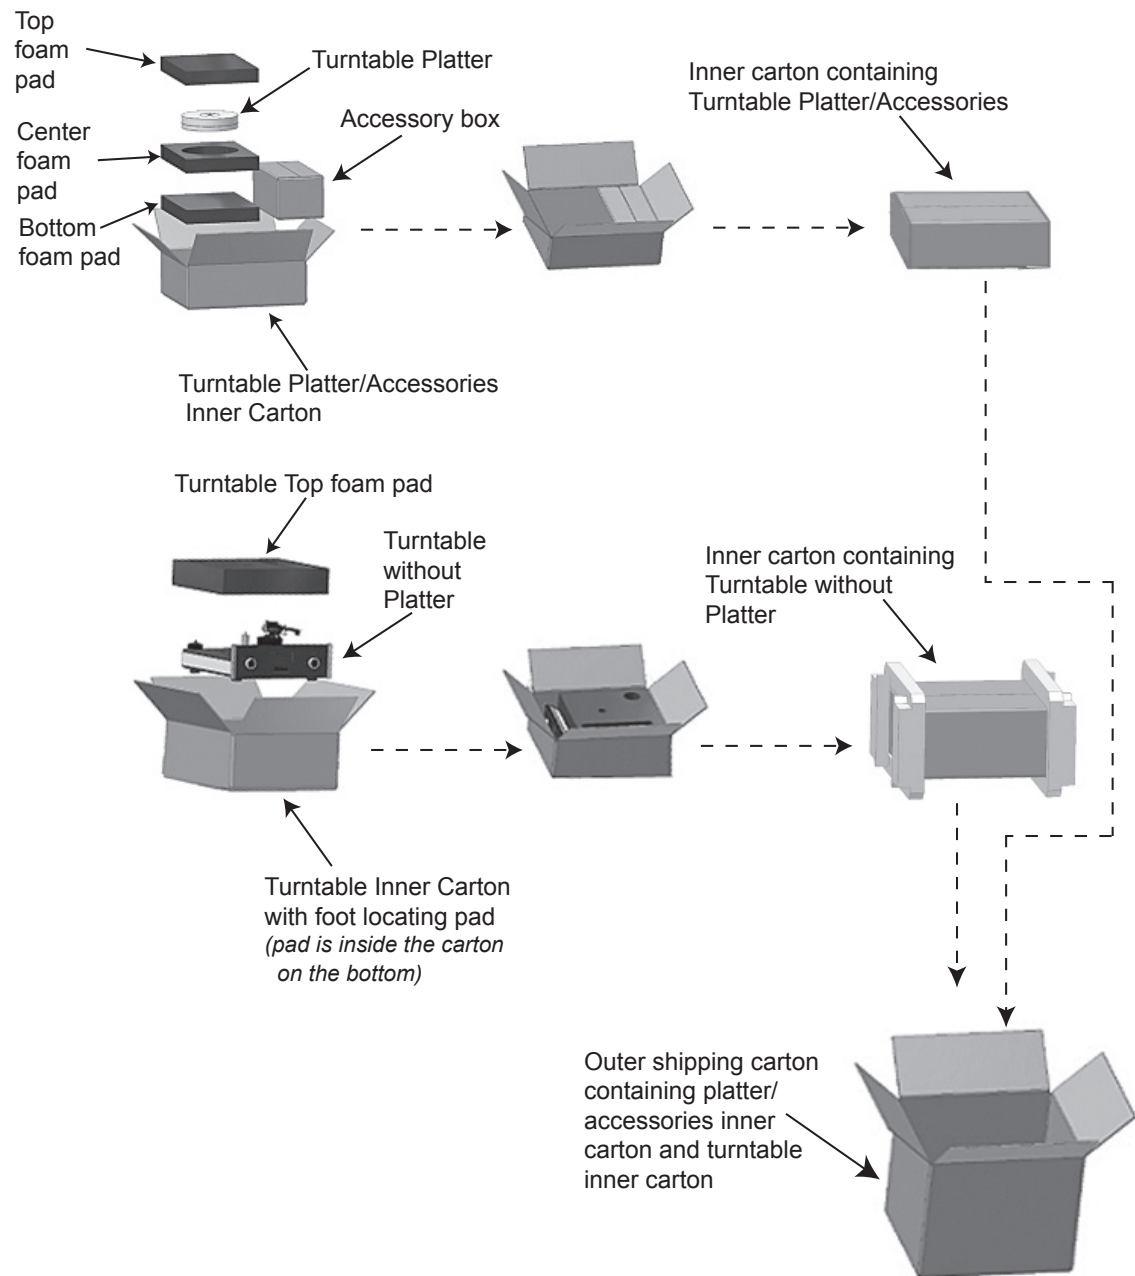 Top
foam
pad
Turntable Platter
Inner carton containing
Turntable Platter/Accessories
Accessory box
Center
foam
pad
Bottom
foam pad
Turntable Platter/Accessories
Inner Carton
Turntable Top foam pad
Turntable
without
Platter
Inner carton containing
Turntable without
Platter
Turntable Inner Carton
with foot locating pad
(pad is inside the carton
on the bottom)
Outer shipping carton
containing platter/
accessories inner
carton and turntable
inner carton